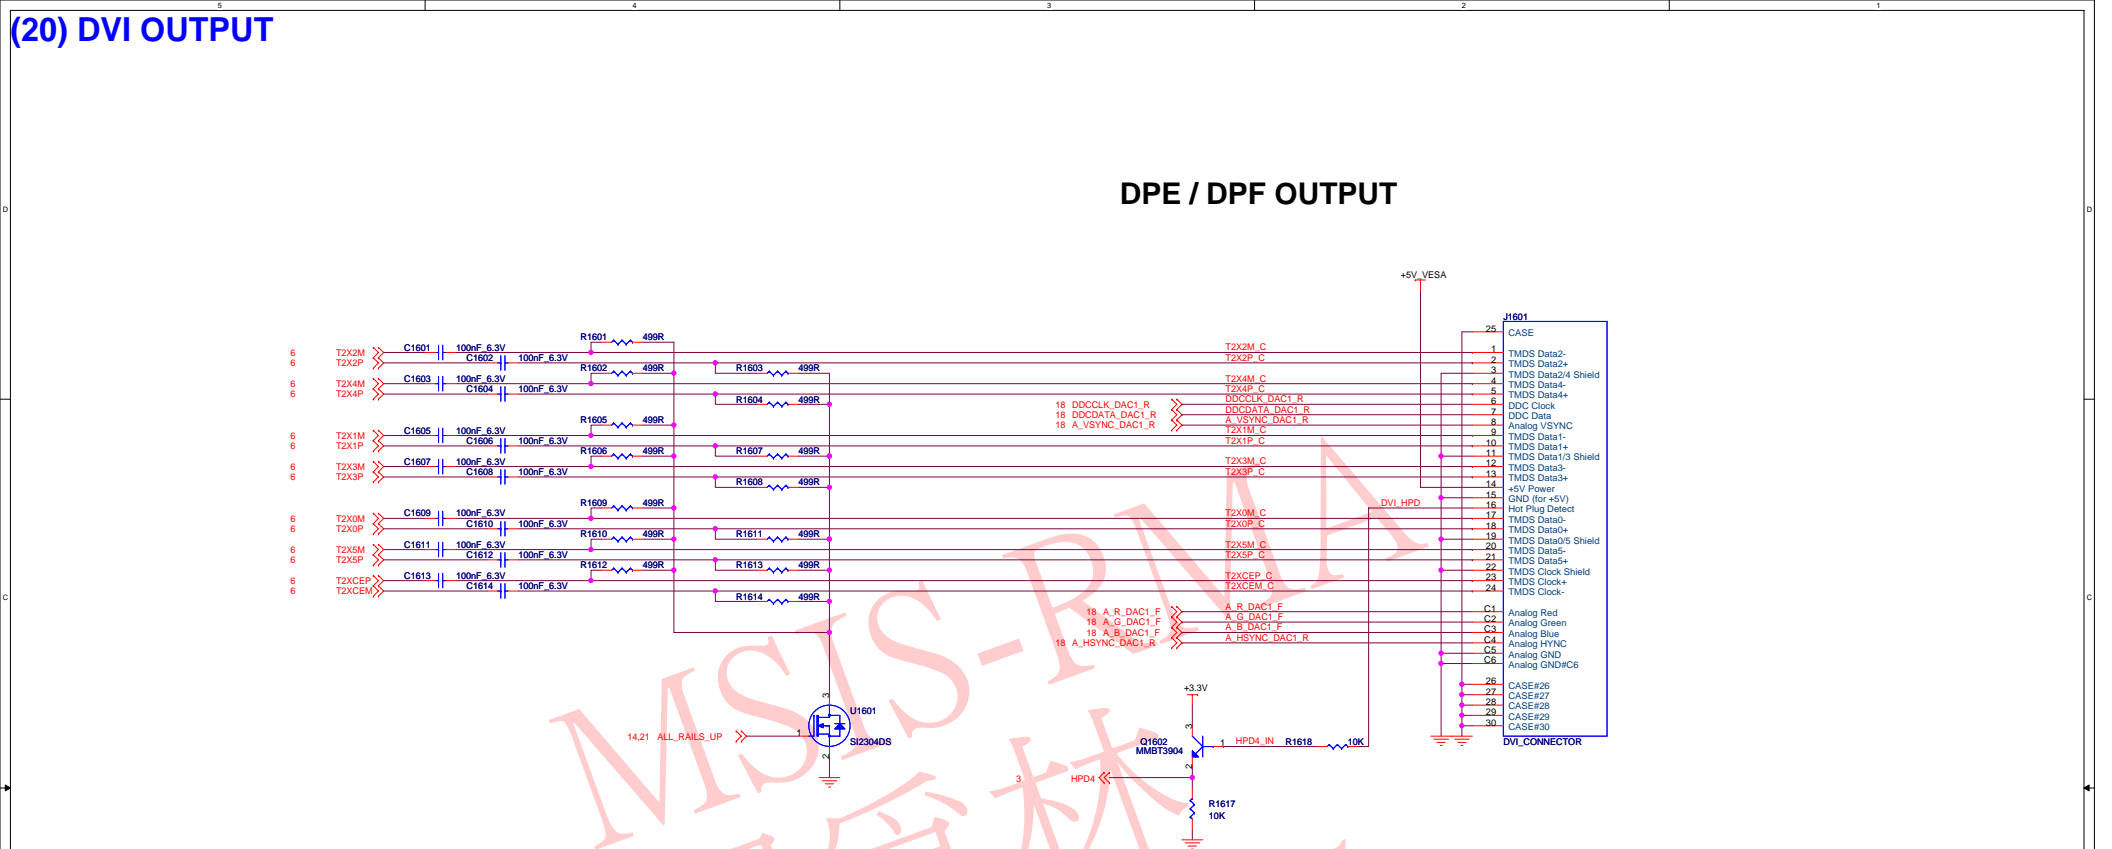 5 4 3 2 1
(20) DVI OUTPUT
DPE / DPF OUTPUT
D D
C C
+5V_VESA
J1601
25 CASE
1 TMDS Data2-
2 TMDS Data2+
3 TMDS Data2/4 Shield
4 TMDS Data4-
5 TMDS Data4+
6 DDC Clock
7 DDC Data
8 Analog VSYNC
9 TMDS Data1-
10 TMDS Data1+
11 TMDS Data1/3 Shield
12 TMDS Data3-
13 TMDS Data3+
14 +5V Power
15 GND (for +5V)
16 Hot Plug Detect
17 TMDS Data0-
18 TMDS Data0+
19 TMDS Data0/5 Shield
20 TMDS Data5-
21 TMDS Data5+
22 TMDS Clock Shield
23 TMDS Clock+
24 TMDS Clock-
C1 Analog Red
C2 Analog Green
C3 Analog Blue
C4 Analog HYNC
C5 Analog GND
C6 Analog GND#C6
26 CASE#26
27 CASE#27
28 CASE#28
29 CASE#29
30 CASE#30
DVI_CONNECTOR
R1601 499R
6 T2X2M C1601 100nF_6.3V T2X2M_C
6 T2X2P C1602 100nF_6.3V T2X2P_C
R1602 499R R1603 499R
6 T2X4M C1603 100nF_6.3V T2X4M_C
6 T2X4P C1604 100nF_6.3V T2X4P_C
R1604 499R
18 DDCCLK_DAC1_R DDCCLK_DAC1_R
18 DDCDATA_DAC1_R DDCDATA_DAC1_R
18 A_VSYNC_DAC1_R A_VSYNC_DAC1_R
R1605 499R
6 T2X1M C1605 100nF_6.3V T2X1M_C
6 T2X1P C1606 100nF_6.3V T2X1P_C
R1606 499R R1607 499R
6 T2X3M C1607 100nF_6.3V T2X3M_C
6 T2X3P C1608 100nF_6.3V T2X3P_C
R1608 499R
DVI_HPD
R1609 499R
6 T2X0M C1609 100nF_6.3V T2X0M_C
6 T2X0P C1610 100nF_6.3V T2X0P_C
R1610 499R R1611 499R
6 T2X5M C1611 100nF_6.3V T2X5M_C
6 T2X5P C1612 100nF_6.3V T2X5P_C
R1612 499R R1613 499R
6 T2XCEP C1613 100nF_6.3V T2XCEP_C
6 T2XCEM C1614 100nF_6.3V T2XCEM_C
R1614 499R
18 A_R_DAC1_F A_R_DAC1_F
18 A_G_DAC1_F A_G_DAC1_F
18 A_B_DAC1_F A_B_DAC1_F
18 A_HSYNC_DAC1_R A_HSYNC_DAC1_R
3
U1601
14,21 ALL_RAILS_UP 1
SI2304DS
2
+3.3V
3
Q1602
MMBT3904
1 HPD4_IN R1618 10K
2
3 HPD4
R1617
10K
MSIS-RMA
林